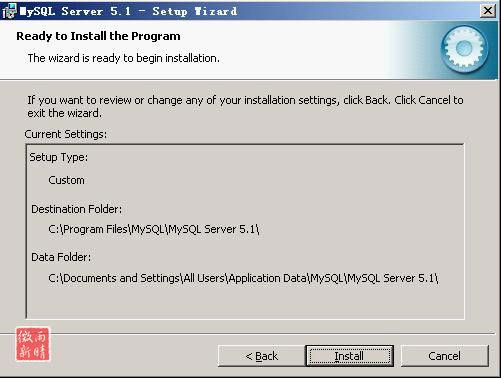 MySQL Server 5.1 - Setup Wizard
Ready to Install the Program
The wizard is ready to begin installation.
If you want to review or change any of your installation settings, click Back. Click Cancel to
exit the wizard.
Current Settings:
Setup Type:
Custom
Destination Folder:
C:\Program Files\MySQL\MySQL Server 5.1\
Data Folder:
C:\Documents and Settings\All Users\Application Data\MySQL\MySQL Server 5.1\
微雨
新晴
< Back
Install
Cancel